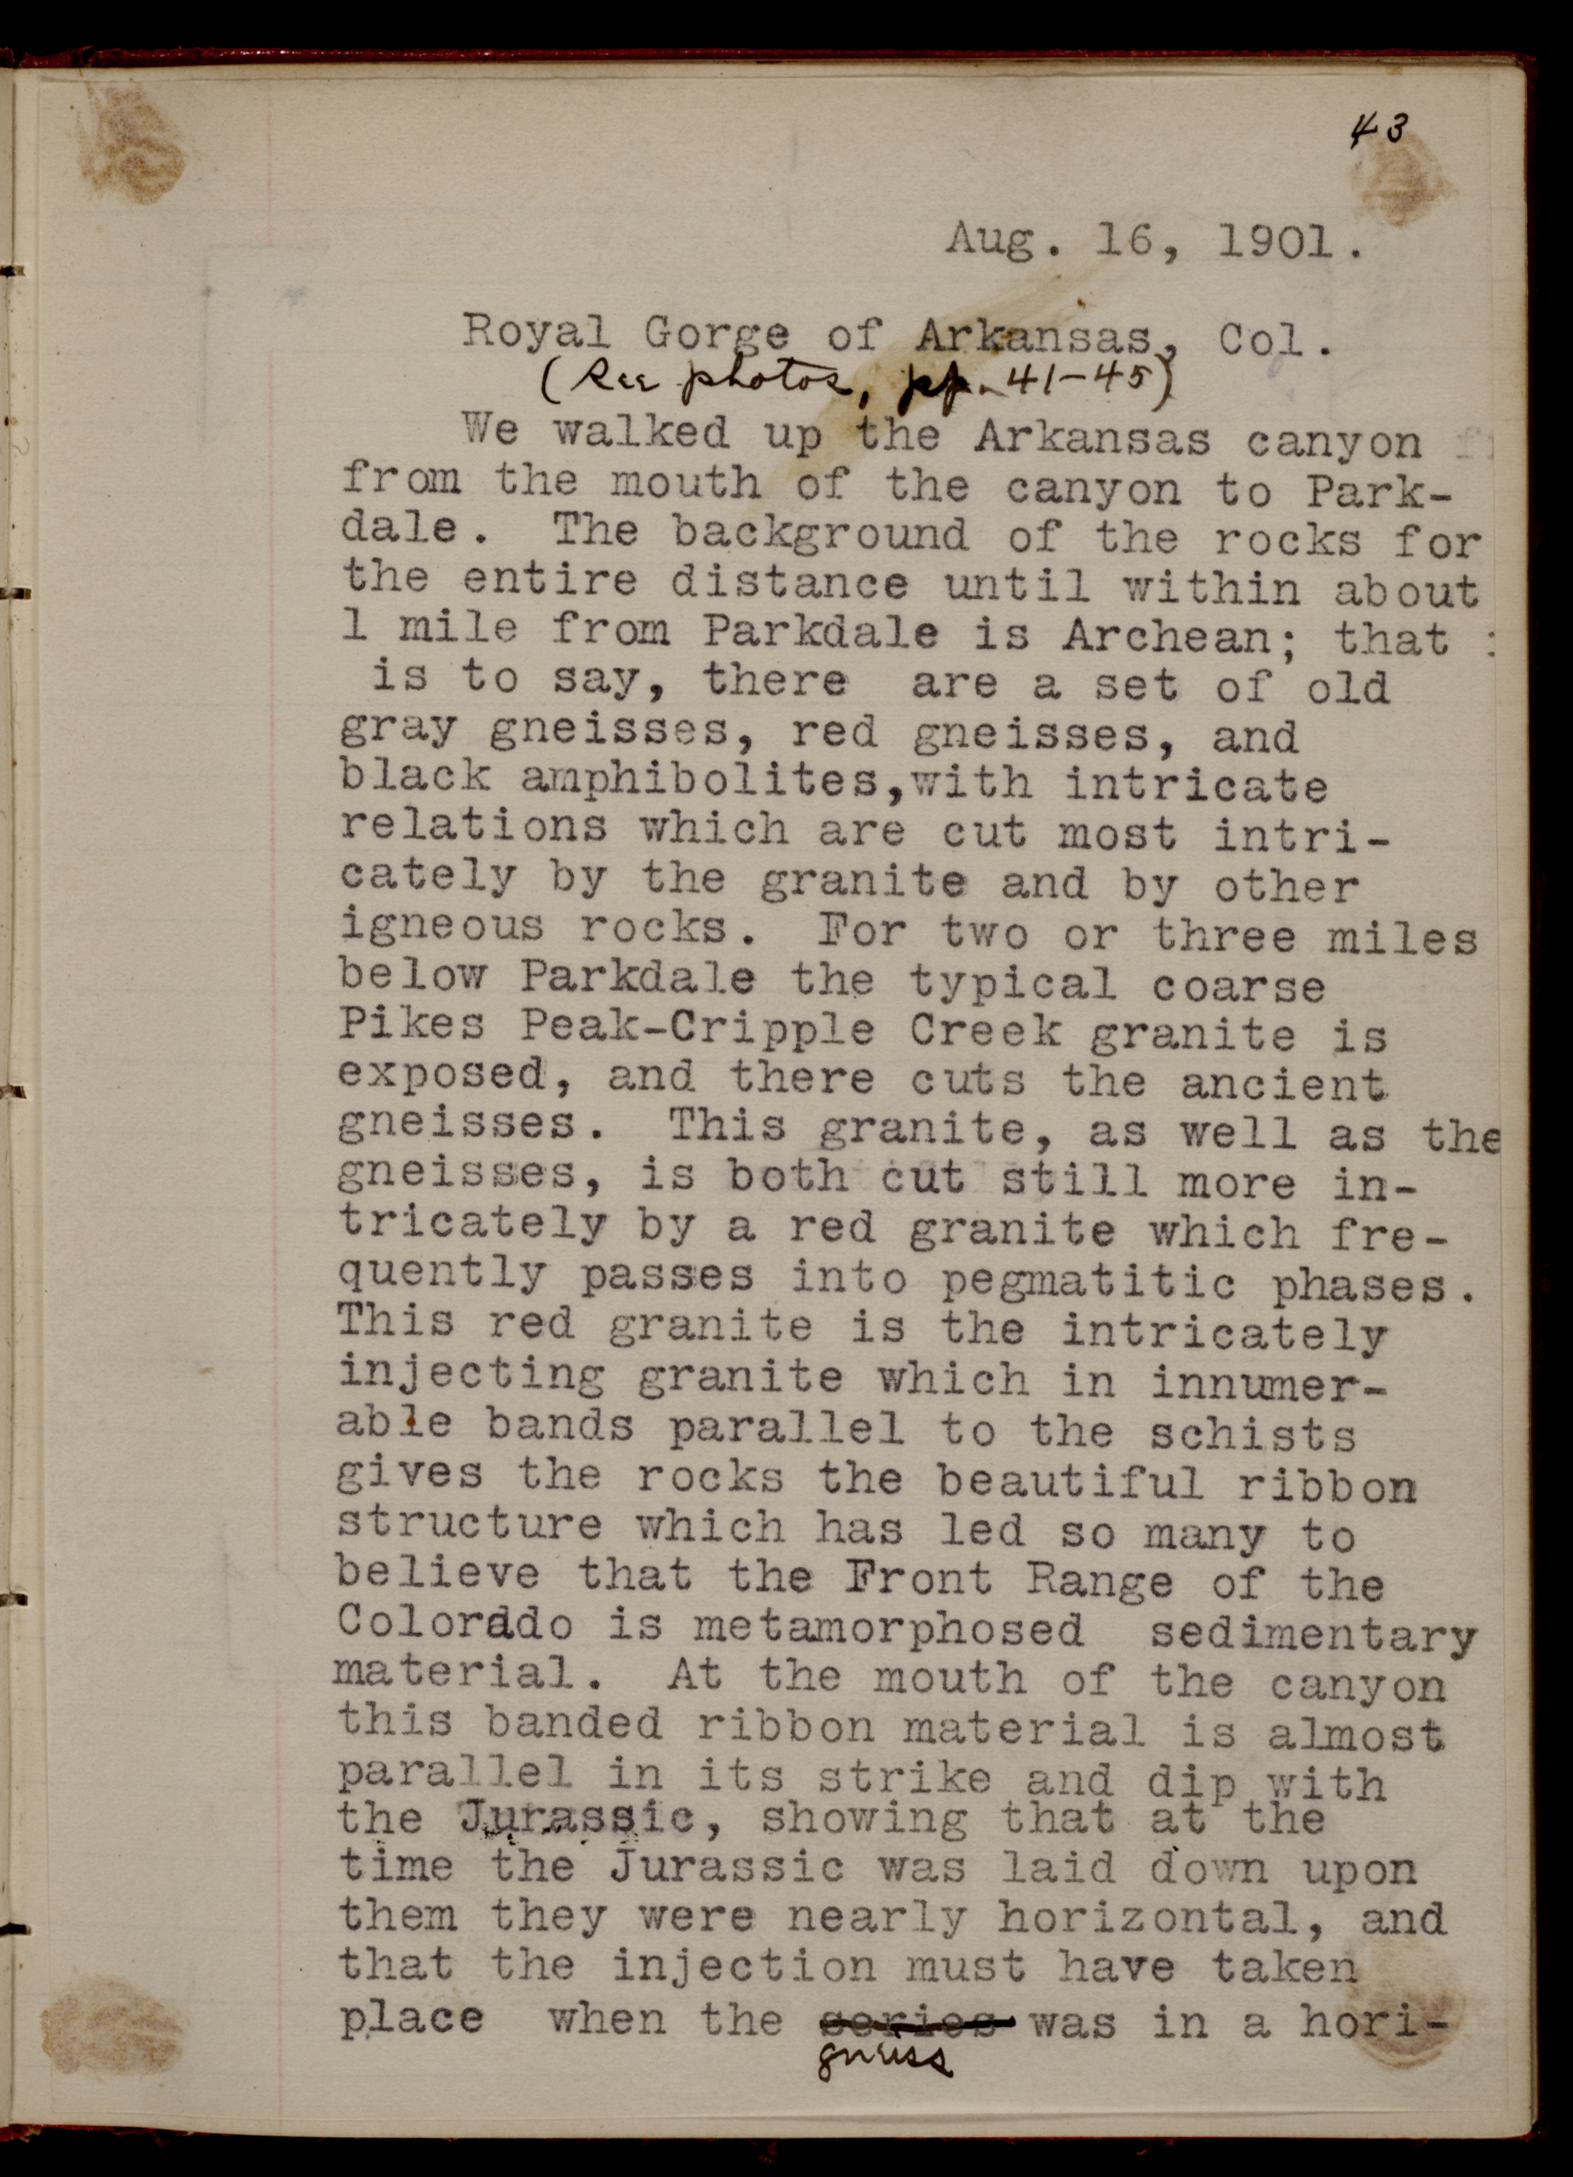 43
Aug. 16, 1901.
Royal Gorge of Arkansas, Col.
(See photos, pp. 41-45)
We walked up the Arkansas canyon
from the mouth of the canyon to Park-
dale.  The background of the rocks for
the entire distance until within about
1 mile from Parkdale is Archean; that
is to say, there  are a set of old
gray gneisses, red gneisses, and
black amphibolites,with intricate
relations which are cut most intri-
cately by the granite and by other
igneous rocks.  For two or three miles
below Parkdale the typical coarse
Pikes Peak-Cripple Creek granite is
exposed, and there cuts the ancient
gneisses.  This granite, as well as the
gneisses, is both cut still more in-
tricately by a red granite which fre-
quently passes into pegmatitic phases.
This red granite is the intricately
injecting granite which in innumer-
able bands parallel to the schists
gives the rocks the beautiful ribbon
structure which has led so many to
believe that the Front Range of the
Colorado is metamorphosed  sedimentary
material.  At the mouth of the canyon
this banded ribbon material is almost
parallel in its strike and dip with
the Jurassic, showing that at the
time the Jurassic was laid down upon
them they were nearly horizontal, and
that the injection must have taken
place  when the series was in a hori-
gneiss